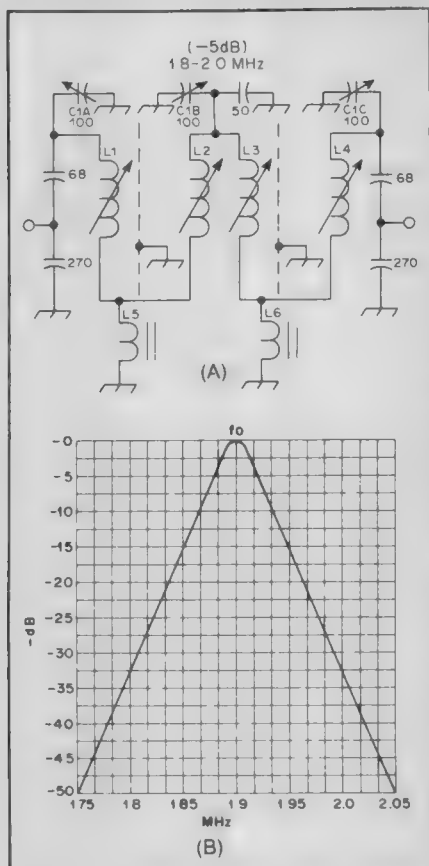 (-5dB)
1.8-2.0 MHz
C1A
100
C1B
100
50
C1C
100
L1
L2
L3
L4
68
68
270
270
L5
L6
(A)
fo
-0
-5
-10
-15
-20
-25
-30
-35
-40
-45
-50
-dB
1.75
1.8
1.85
1.9
1.95
2.0
2.05
MHz
(B)